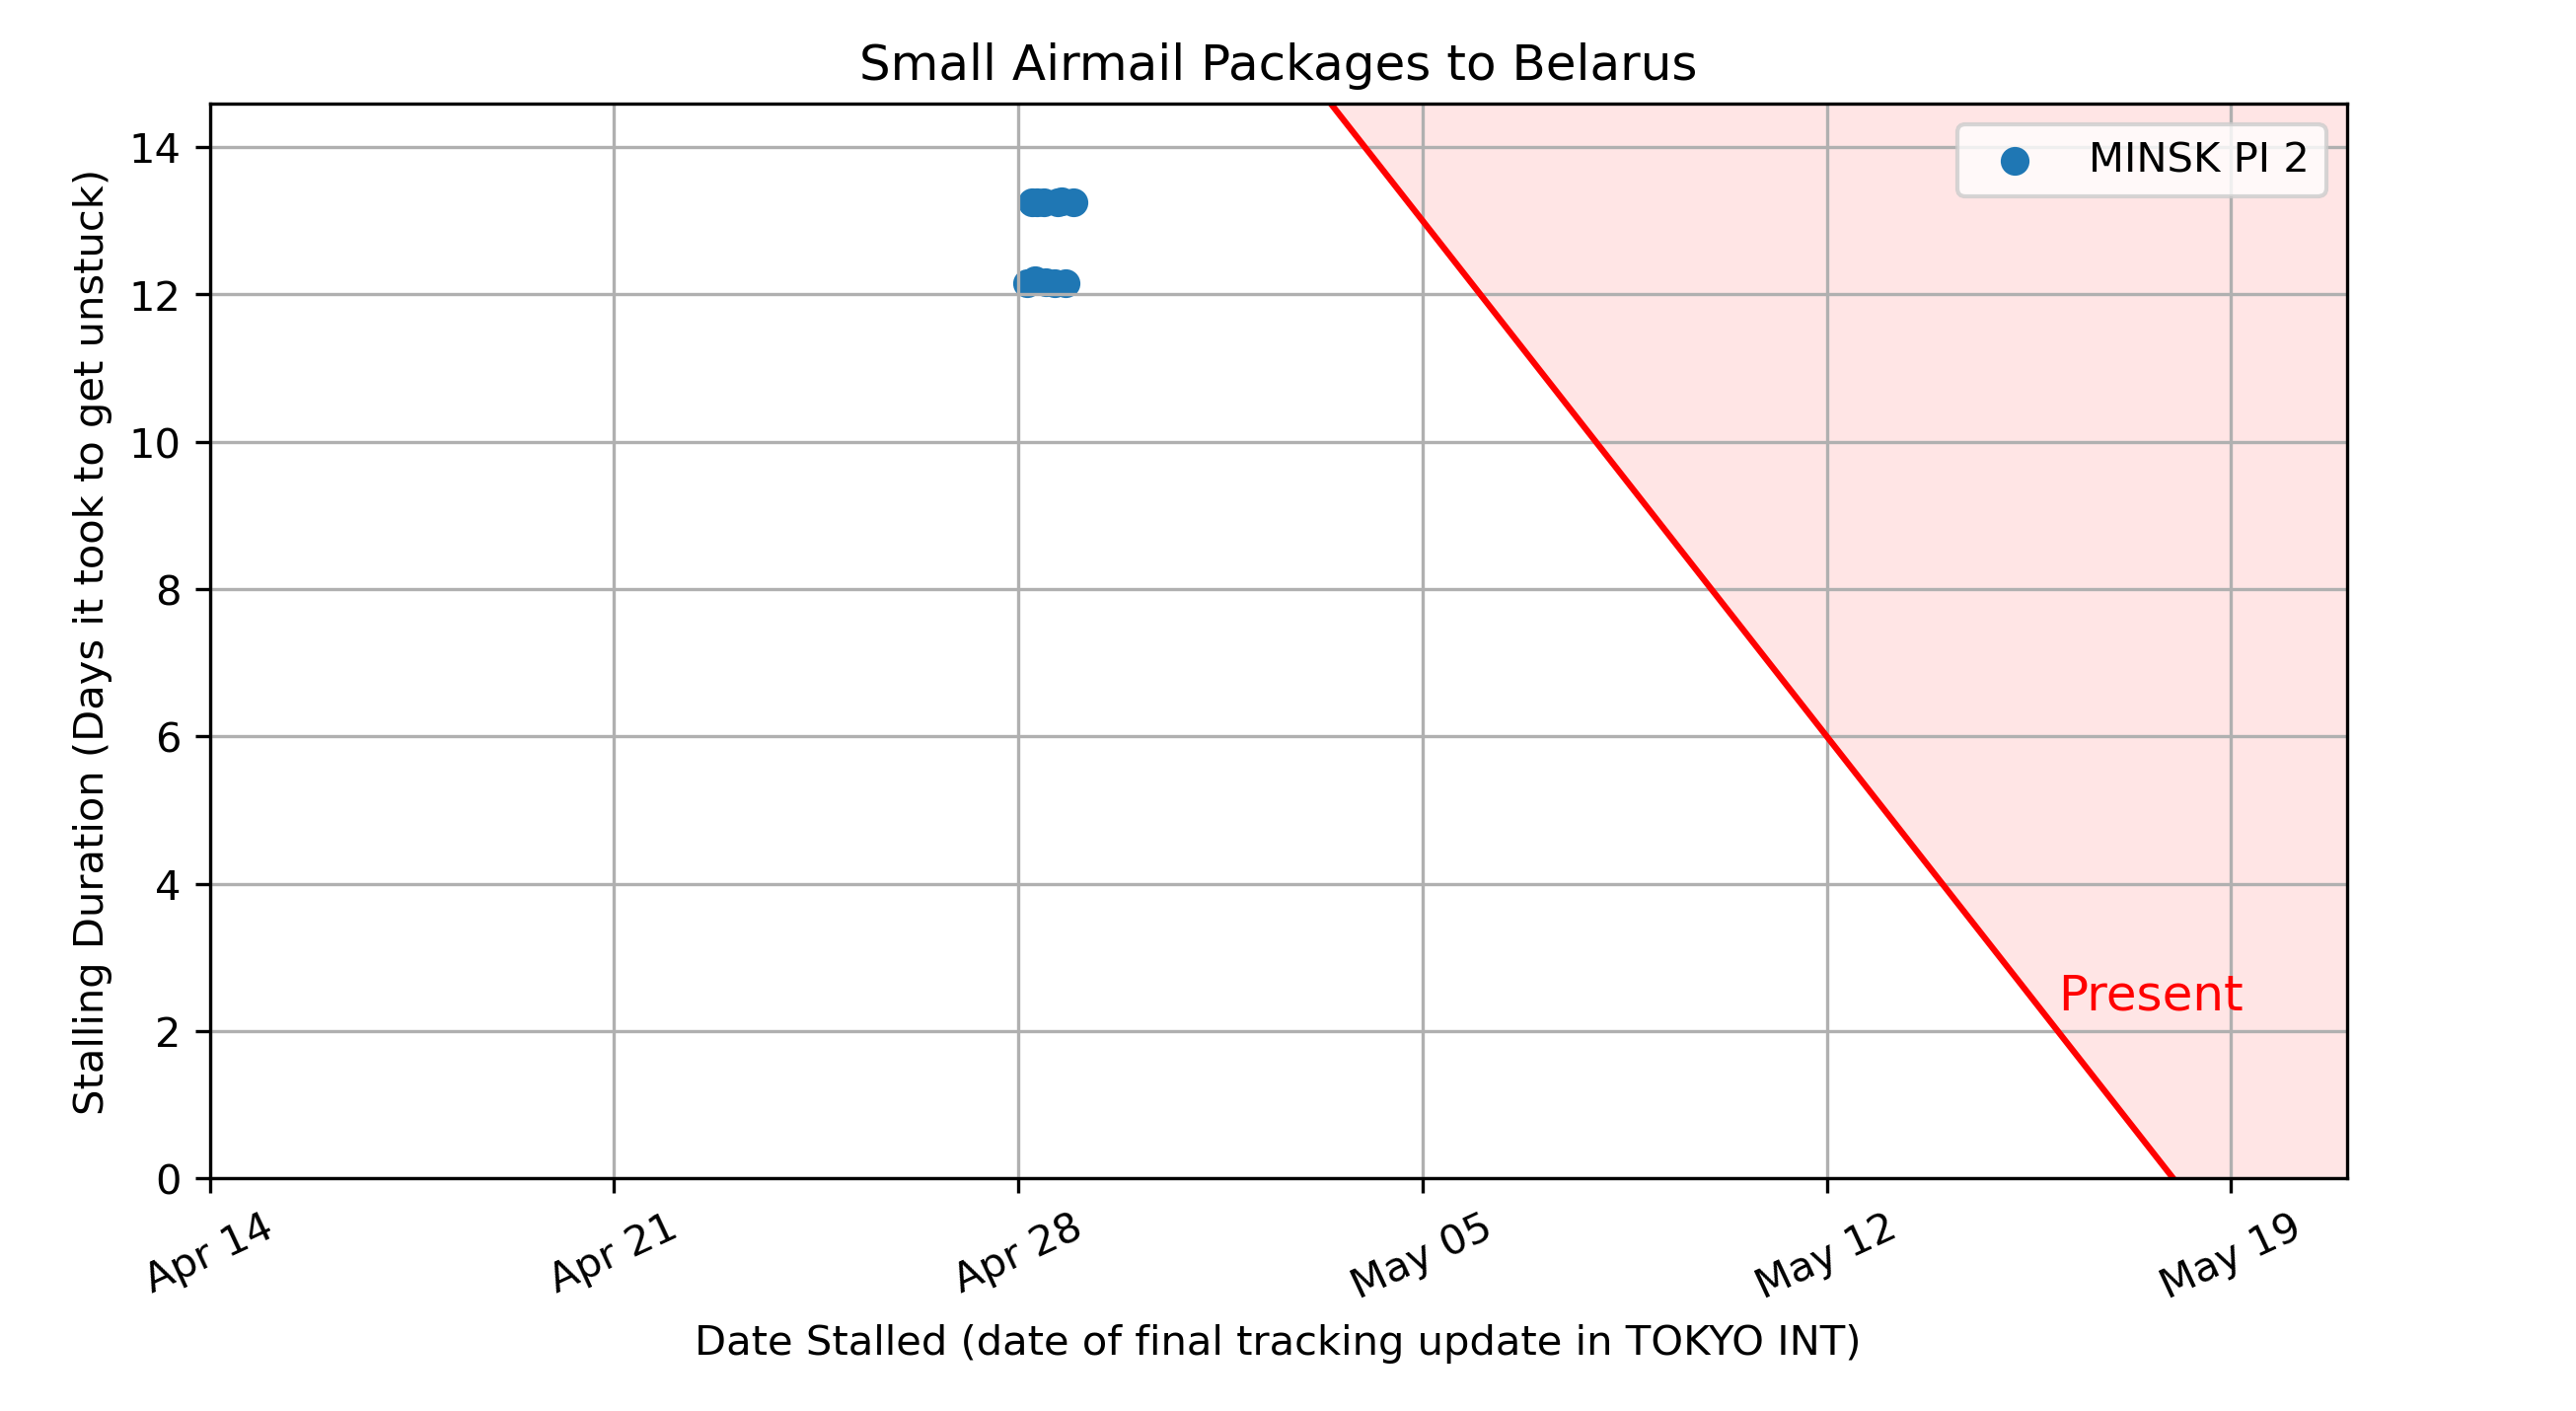 Small Airmail Packages to Belarus
MINSK PI 2
Stalling Duration (Days it took to get unstuck)
14
12
10
8
6
4
2
0
Present
Apr 14
Apr 21
Apr 28
May 05
May 12
May 19
Date Stalled (date of final tracking update in TOKYO INT)